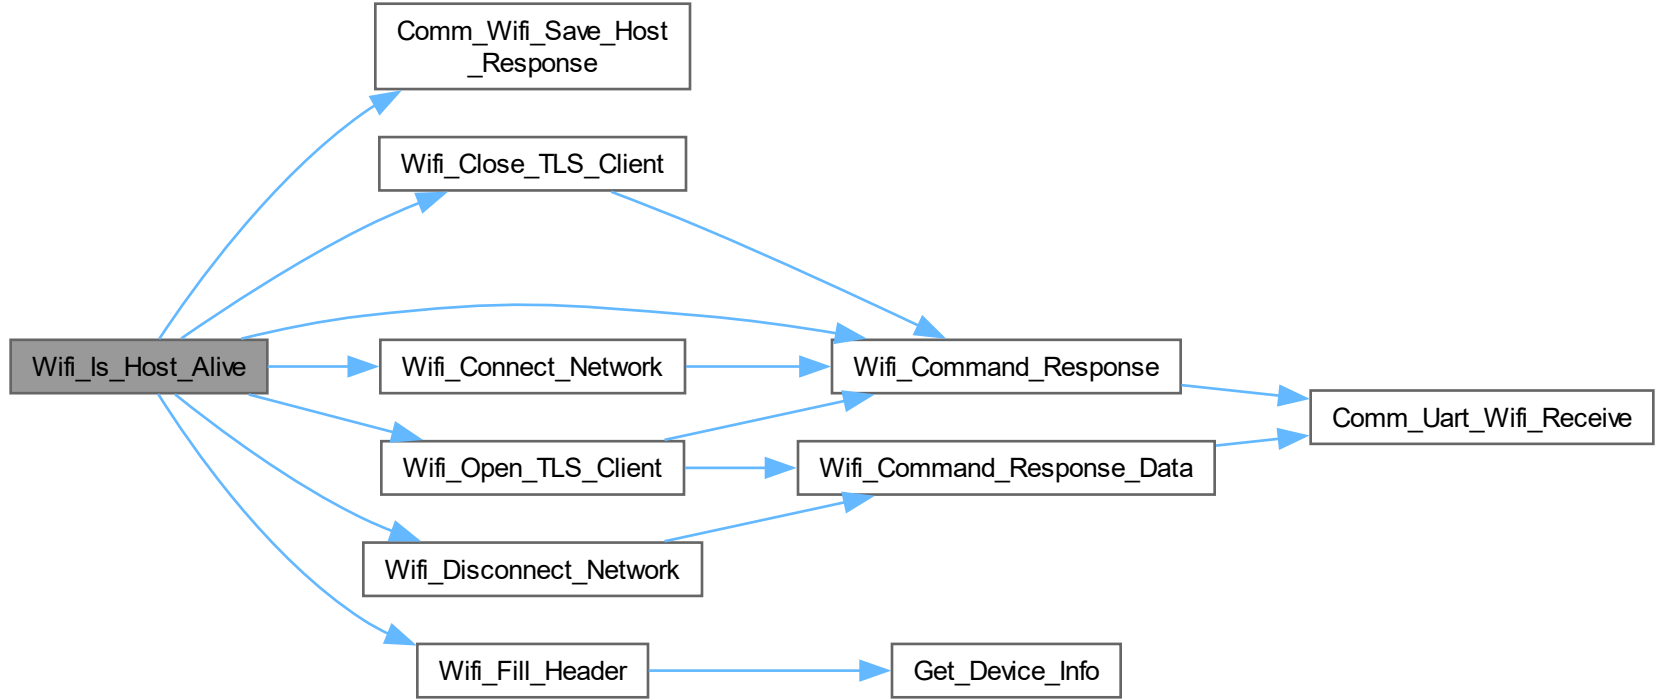 Comm_Wifi_Save_Host
_Response
Wifi_Close_TLS_Client
Wifi_Is_Host_Alive
Wifi_Connect_Network
Wifi_Command_Response
Comm_Uart_Wifi_Receive
Wifi_Open_TLS_Client
Wifi_Command_Response_Data
Wifi_Disconnect_Network
Wifi_Fill_Header
Get_Device_Info